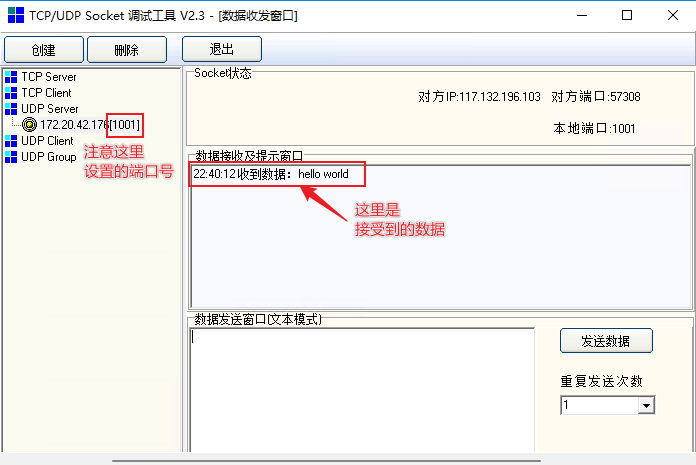 TCP/UDP Socket 调试工具 V2.3 - [数据收发窗口]
创建 删除 退出
TCP Server
TCP Client
UDP Server
172.20.42.176[1001]
UDP Client
UDP Group
注意这里
设置的端口号
Socket状态
对方IP:117.132.196.103 对方端口:57308
本地端口:1001
数据接收及提示窗口
22:40:12 收到数据：hello world
这里是
接受到的数据
数据发送窗口(文本模式)
发送数据
重复发送次数
1